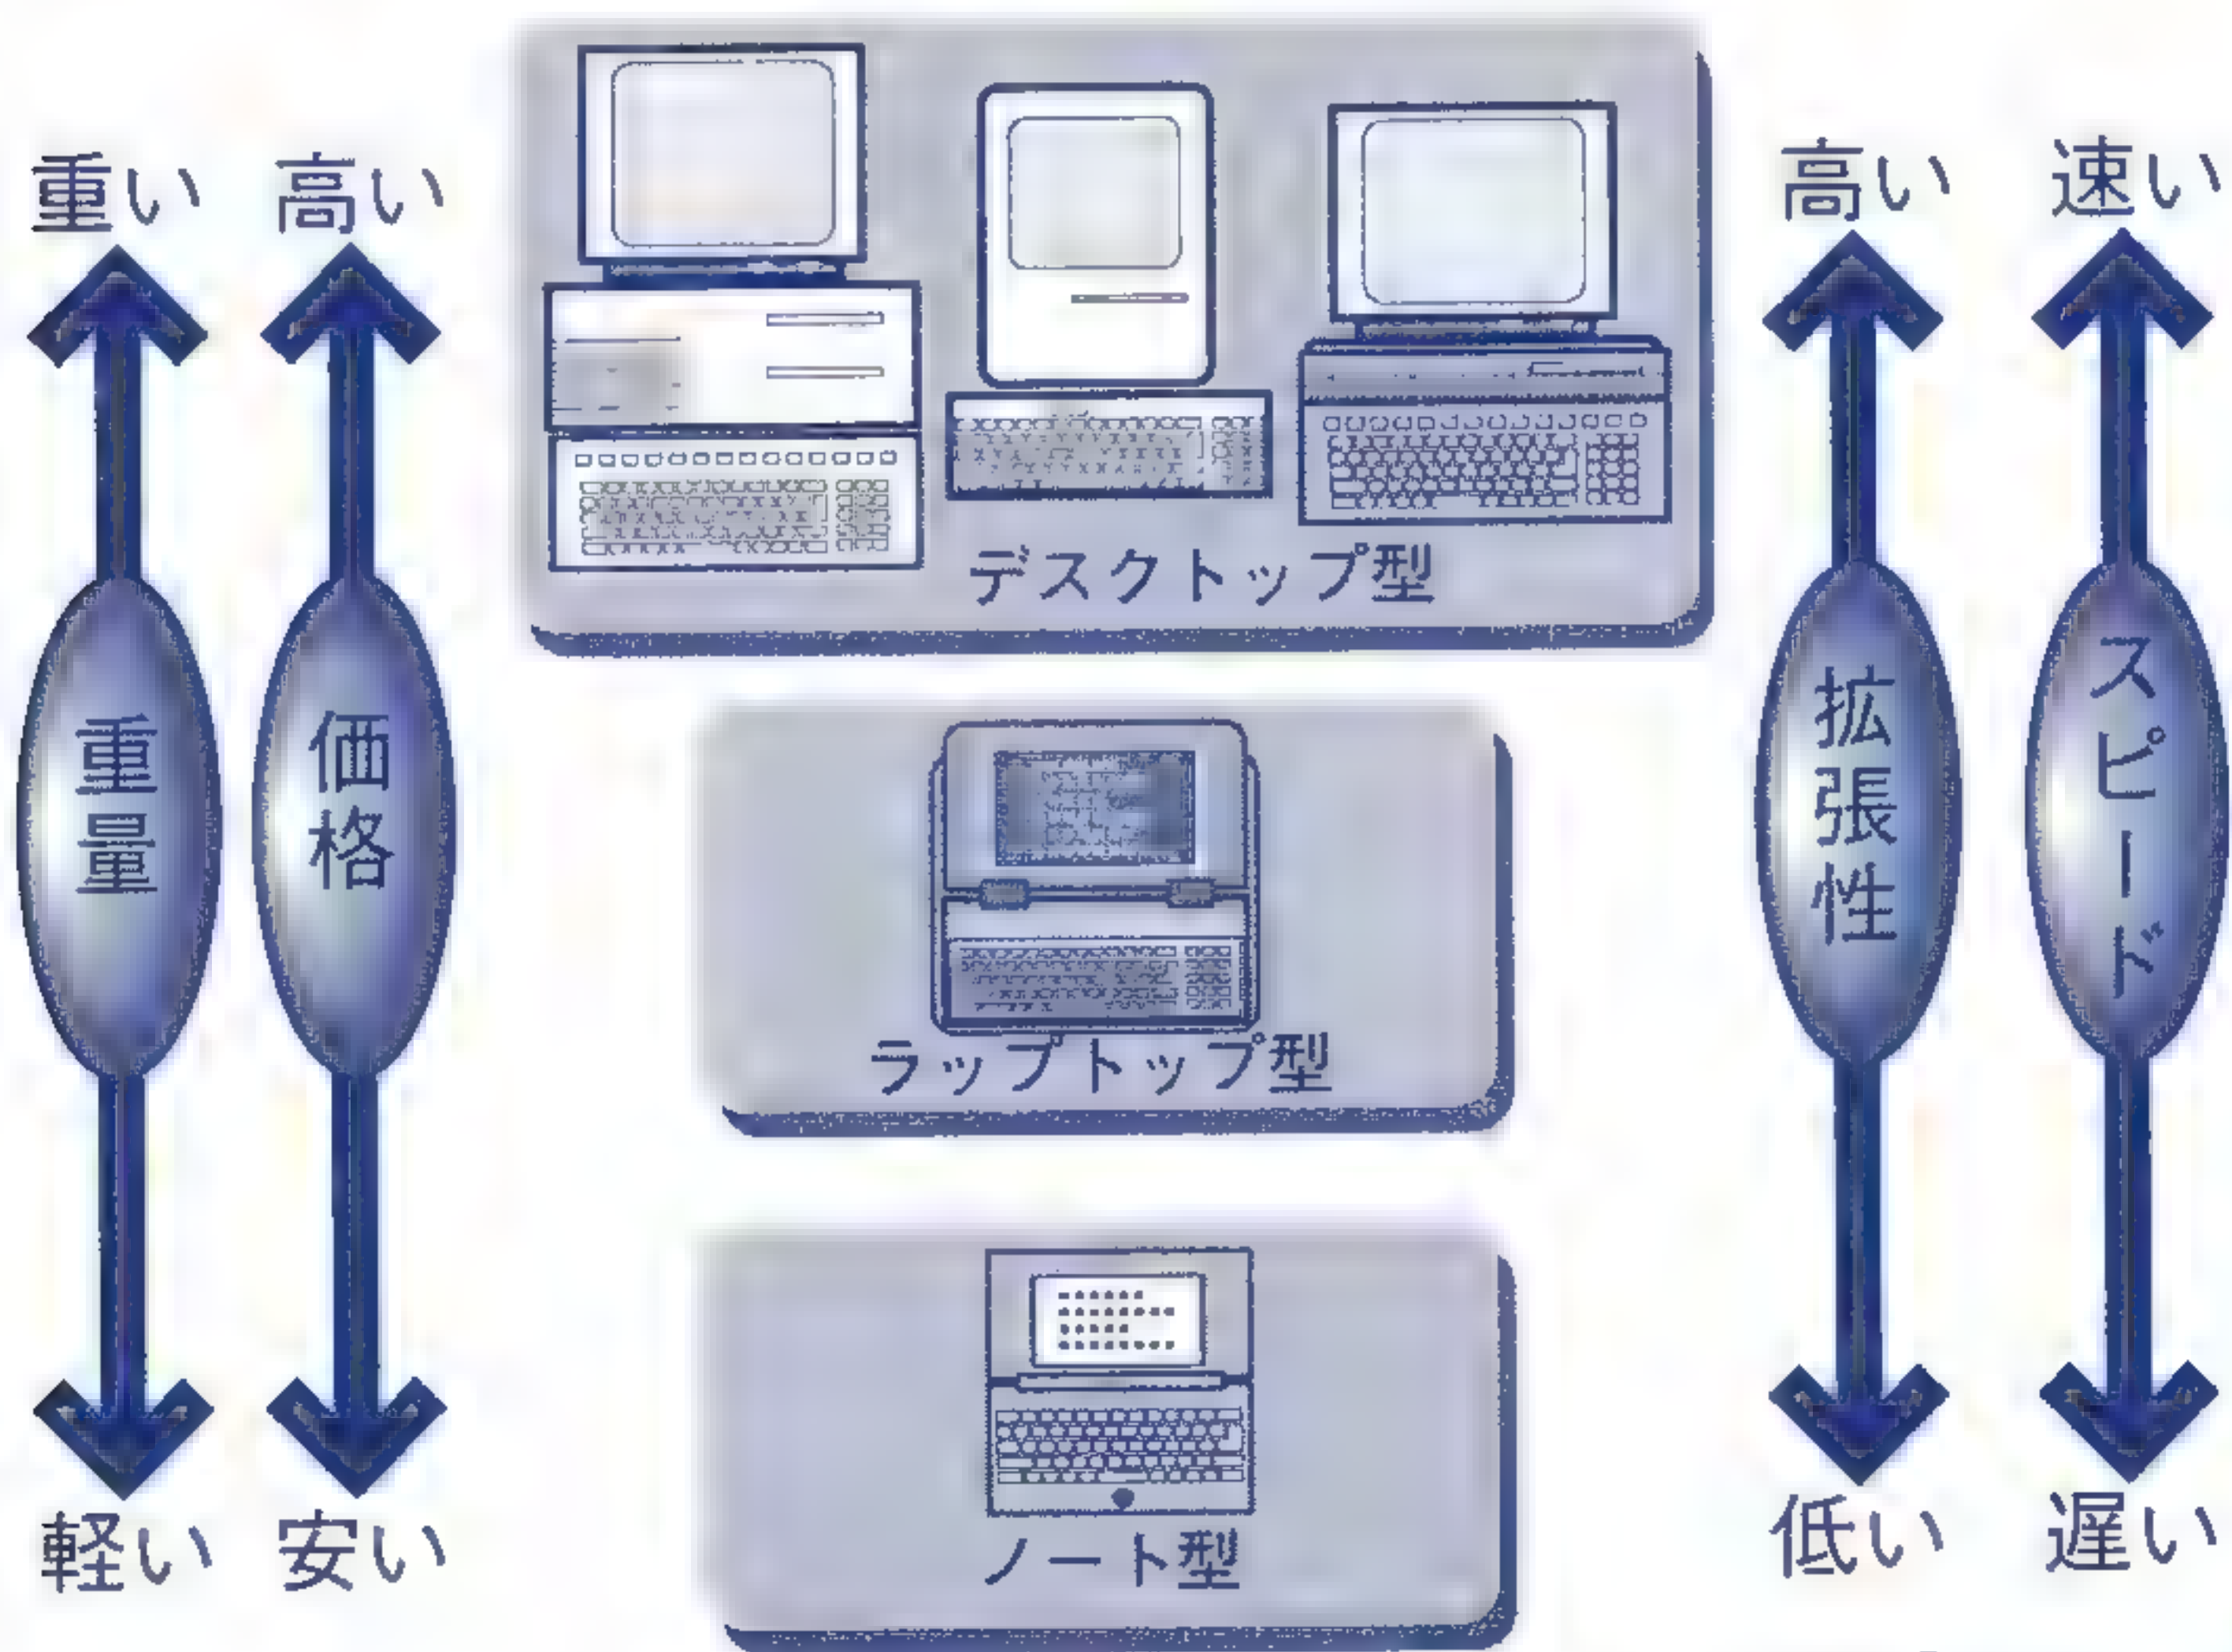 重い
高い
高い
速い
デスクトップ型
重量
価格
拡張性
スピード
ラップトップ型
ノート型
軽い
安い
低い
遅い